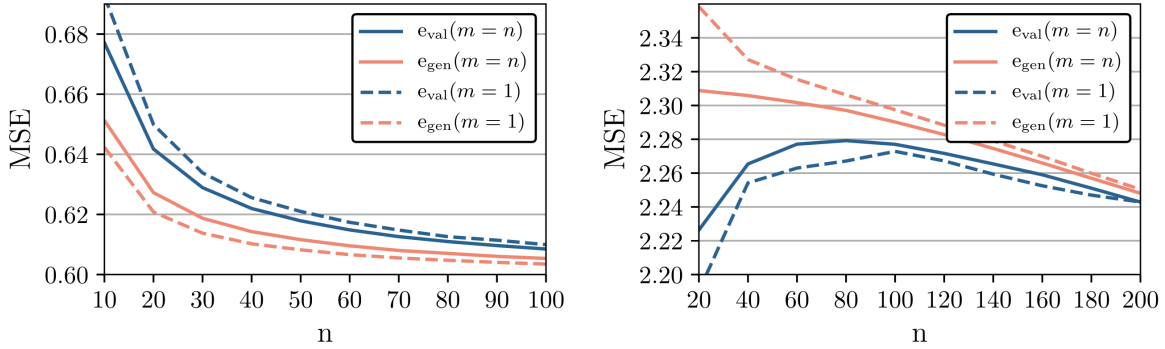 MSE
0.68
0.66
0.64
0.62
0.60
10 20 30 40 50 60 70 80 90 100
n
e_val(m = n)
e_gen(m = n)
e_val(m = 1)
e_gen(m = 1)
MSE
2.34
2.32
2.30
2.28
2.26
2.24
2.22
2.20
20 40 60 80 100 120 140 160 180 200
n
e_val(m = n)
e_gen(m = n)
e_val(m = 1)
e_gen(m = 1)